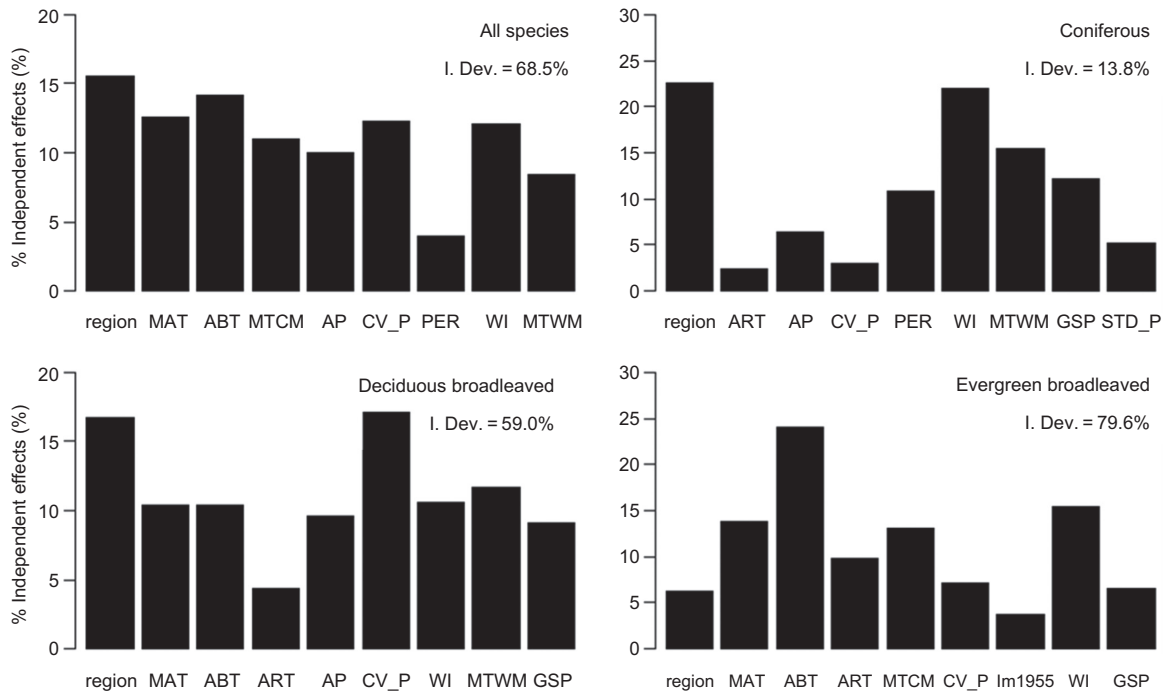 % Independent effects (%)
20
15
10
5
0
All species
I. Dev. = 68.5%
region MAT ABT MTCM AP CV_P PER WI MTWM
30
25
20
15
10
5
0
Coniferous
I. Dev. = 13.8%
region ART AP CV_P PER WI MTWM GSP STD_P
% Independent effects (%)
20
15
10
5
0
Deciduous broadleaved
I. Dev. = 59.0%
region MAT ABT ART AP CV_P WI MTWM GSP
30
25
20
15
10
5
0
Evergreen broadleaved
I. Dev. = 79.6%
region MAT ABT ART MTCM CV_P Im1955 WI GSP